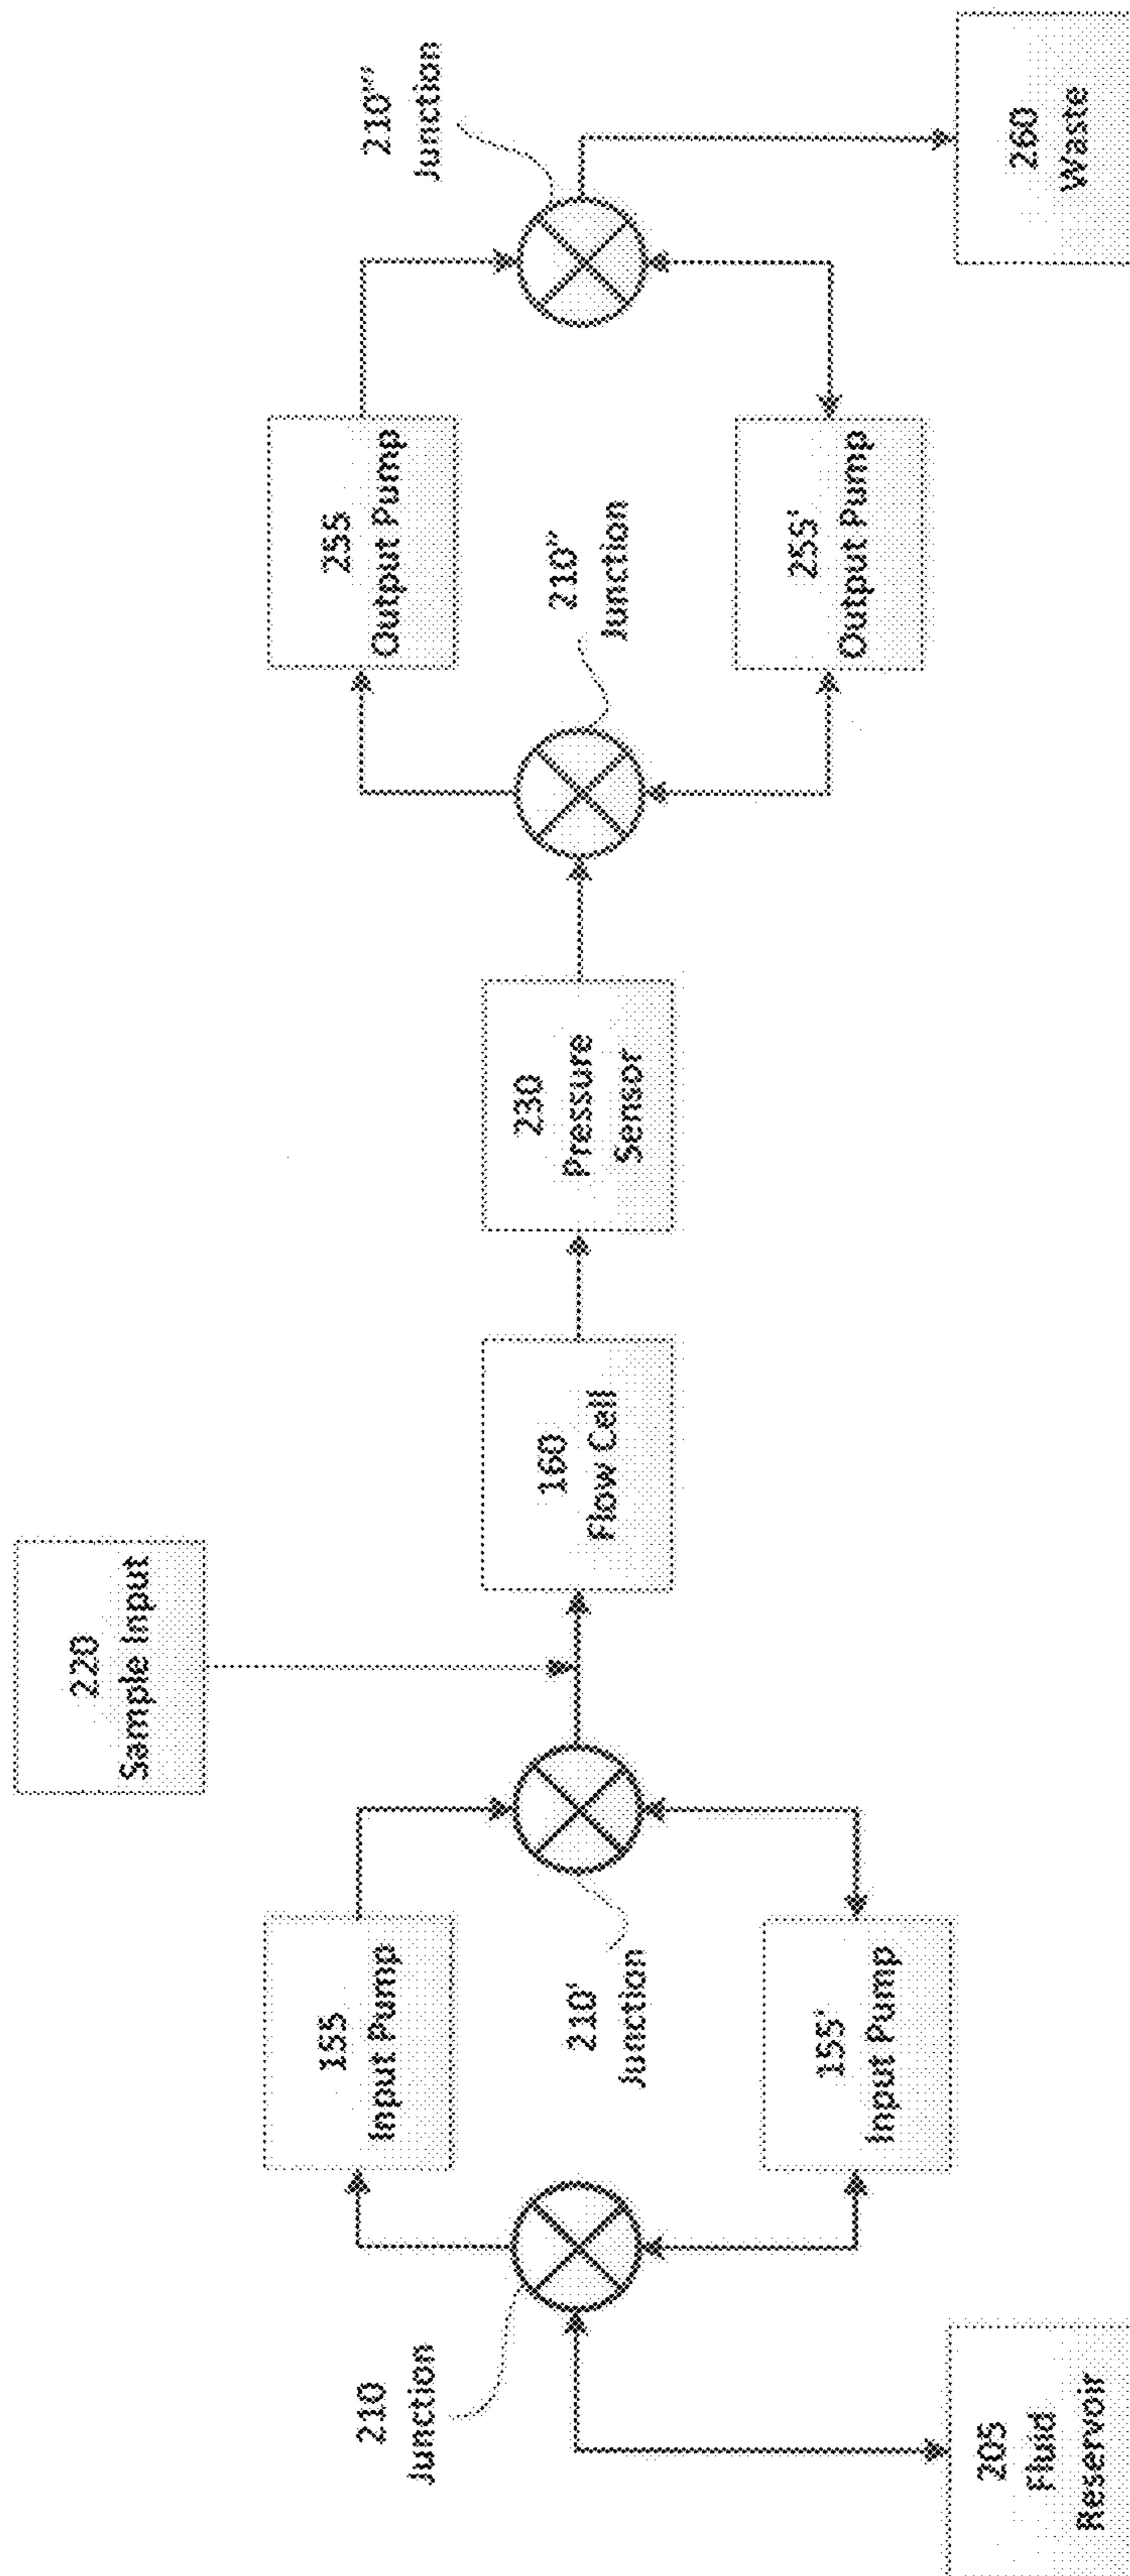 220
Sample Input
210
Junction
155
Input Pump
210'
Junction
155'
Input Pump
205
Fluid
Reservoir
160
Flow Cell
230
Pressure
Sensor
255
Output Pump
210''
Junction
255'
Output Pump
210'''
Junction
260
Waste